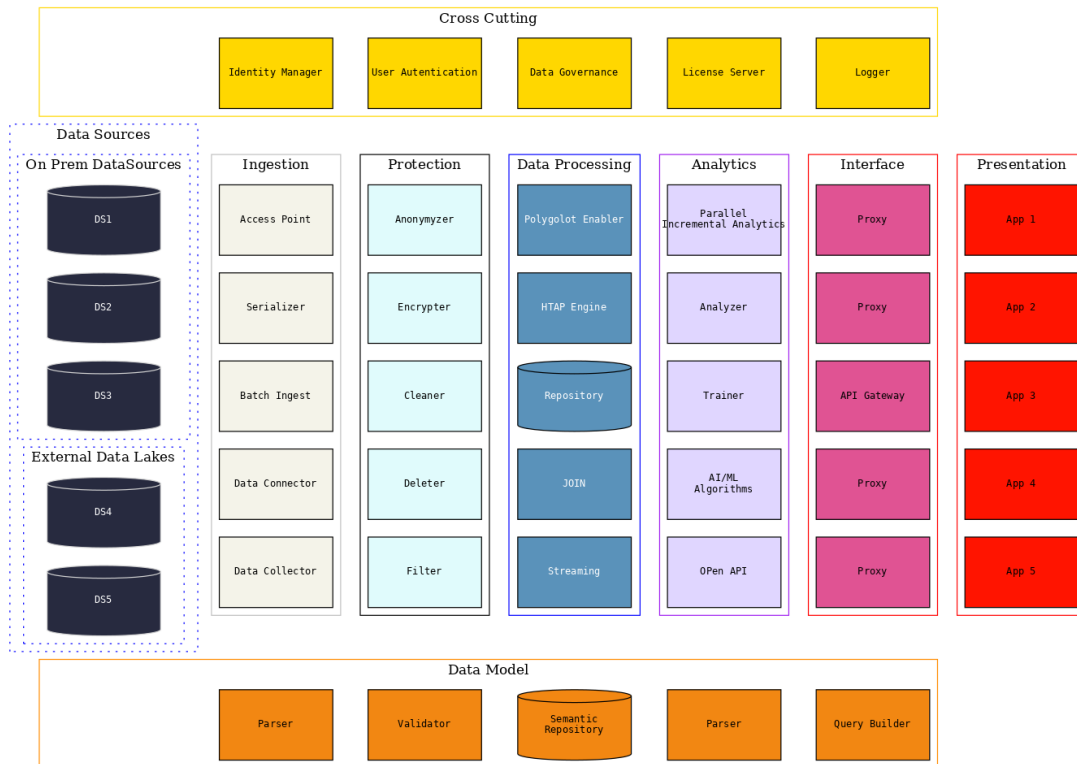 Cross Cutting
Identity Manager
User Autentication
Data Governance
License Server
Logger
Data Sources
On Prem DataSources
DS1
DS2
DS3
External Data Lakes
DS4
DS5
Ingestion
Access Point
Serializer
Batch Ingest
Data Connector
Data Collector
Protection
Anonymyzer
Encrypter
Cleaner
Deleter
Filter
Data Processing
Polygolot Enabler
HTAP Engine
Repository
JOIN
Streaming
Analytics
Parallel
Incremental Analytics
Analyzer
Trainer
AI/ML
Algorithms
OPen API
Interface
Proxy
Proxy
API Gateway
Proxy
Proxy
Presentation
App 1
App 2
App 3
App 4
App 5
Data Model
Parser
Validator
Semantic
Repository
Parser
Query Builder